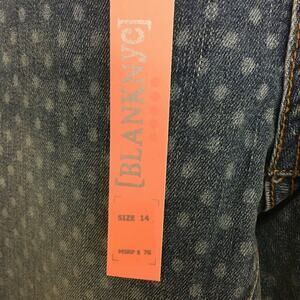 [BLANKNYC]
SIZE 14
MSRP $ 78